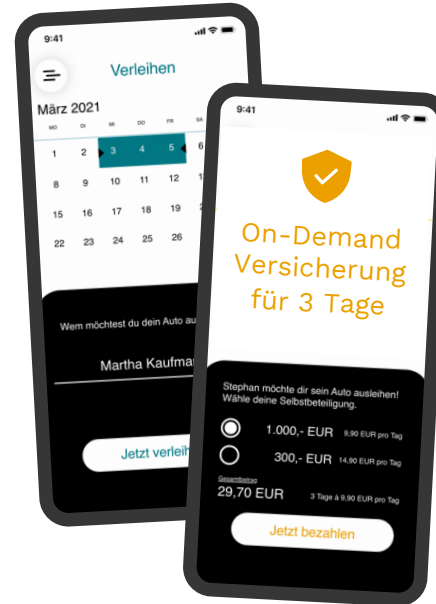 9:41
Verleihen
März 2021
MO DI MI DO FR SA
1 2 3 4 5 6
8 9 10 11 12
15 16 17 18 19
22 23 24 25 26
Wem möchtest du dein Auto
Martha
Jetzt
9:41
On-Demand
Versicherung
für 3 Tage
Stephan möchte dir sein Auto ausleihen!
Wähle deine Selbstbeteiligung.
1.000,- EUR 9,90 EUR pro Tag
300,- EUR 14,90 EUR pro Tag
Gesamtbetrag
29,70 EUR 3 Tage à 9,90 EUR pro Tag
Jetzt bezahlen